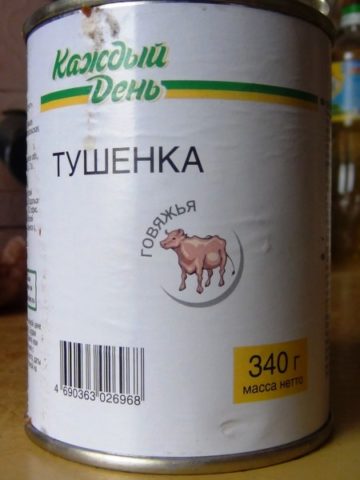 Каждый
День
ТУШЕНКА
ГОВЯЖЬЯ
4 690363 026968
340 г
масса нетто